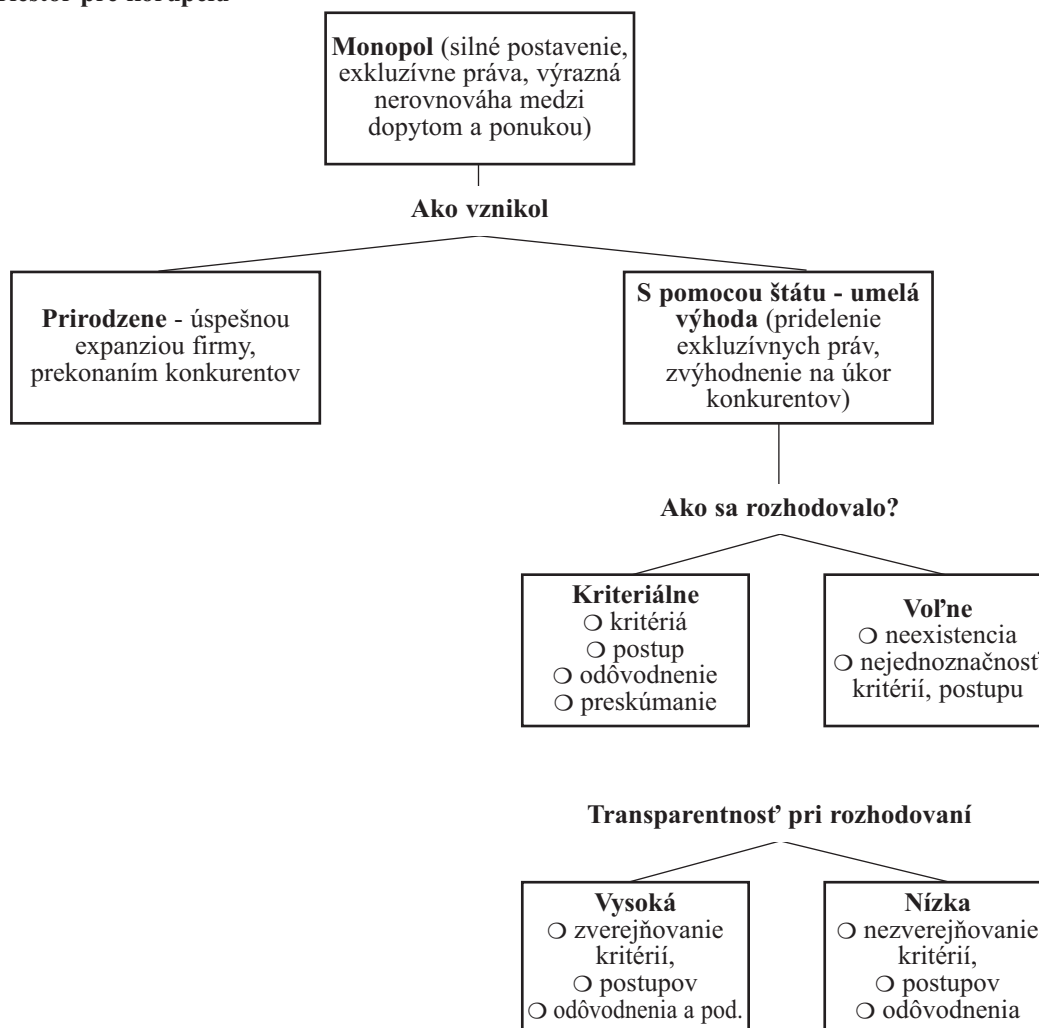 Monopol (silné postavenie,
exkluzívne práva, výrazná
nerovnováha medzi
dopytom a ponukou)
Ako vznikol
Prirodzene - úspešnou
expanziou firmy,
prekonaním konkurentov
S pomocou štátu - umelá
výhoda (pridelenie
exkluzívnych práv,
zvýhodnenie na úkor
konkurentov)
Ako sa rozhodovalo?
Kriteriálne
❍ kritériá
❍ postup
❍ odôvodnenie
❍ preskúmanie
Voľne
❍ neexistencia
❍ nejednoznačnosť
kritérií, postupu
Transparentnosť pri rozhodovaní
Vysoká
❍ zverejňovanie
kritérií,
❍ postupov
❍ odôvodnenia a pod.
Nízka
❍ nezverejňovanie
kritérií,
❍ postupov
❍ odôvodnenia